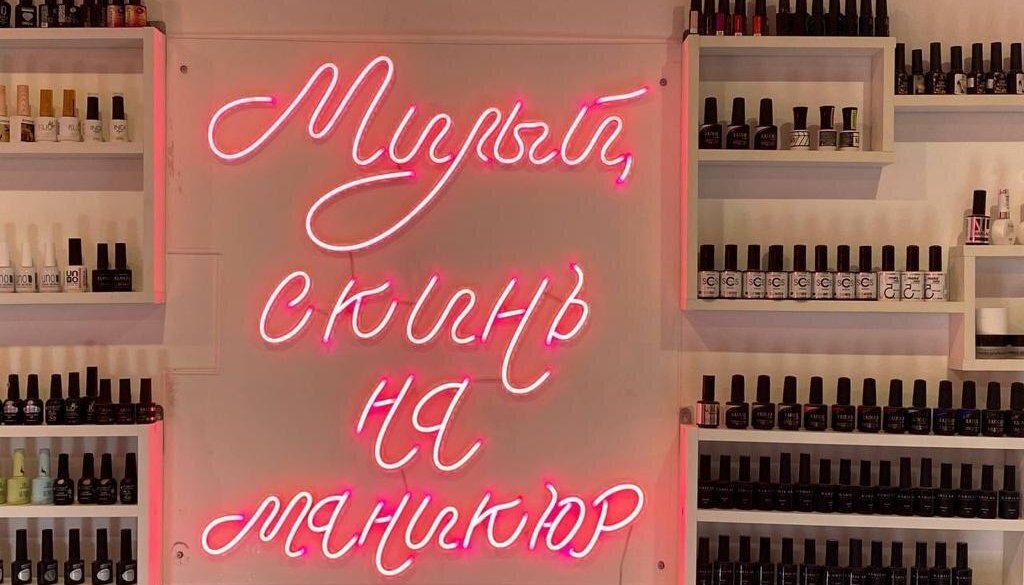 Милый,
скинь
на
маникюр